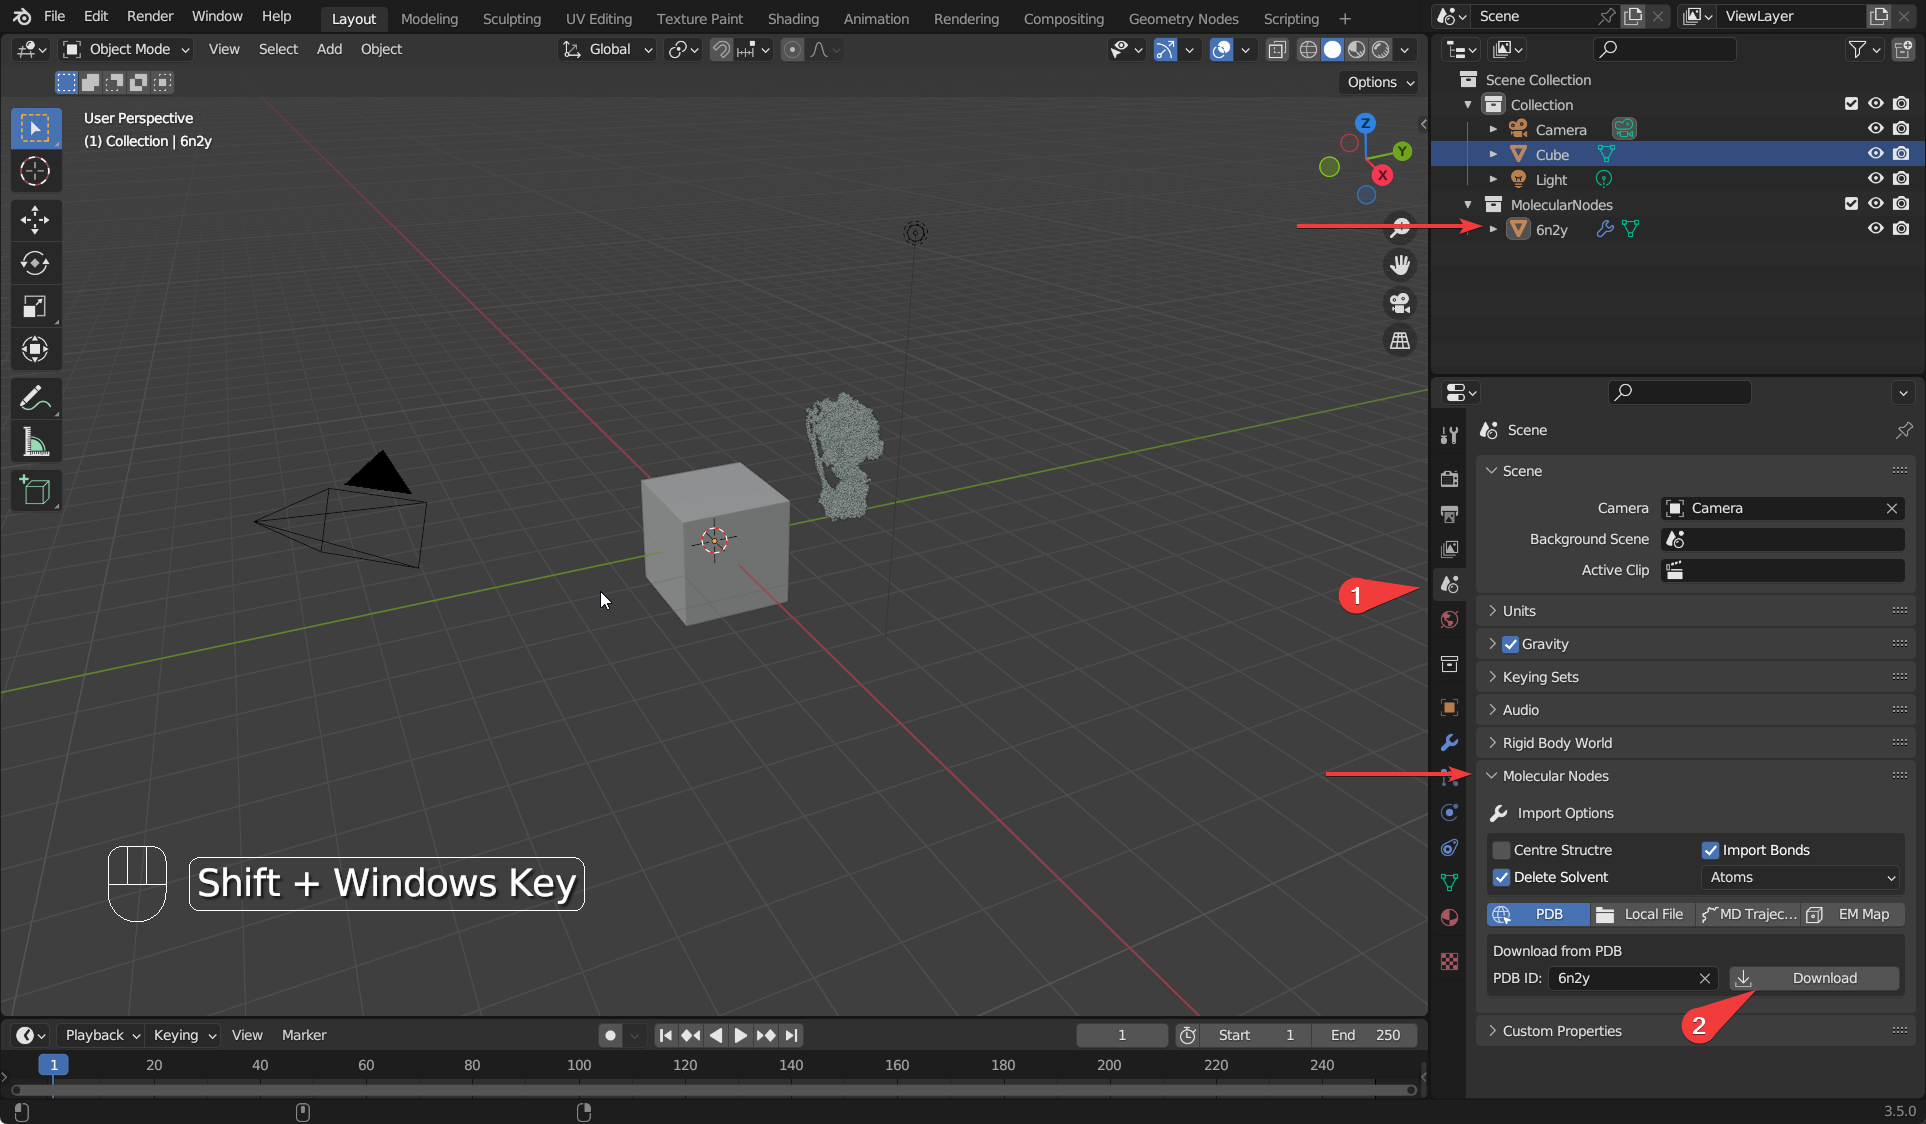 File Edit Render Window Help Layout Modeling Sculpting UV Editing Texture Paint Shading Animation Rendering Compositing Geometry Nodes Scripting + Scene ViewLayer
Object Mode View Select Add Object Global
Options
User Perspective
(1) Collection | 6n2y
Z
Y
X
Scene Collection
Collection
Camera
Cube
Light
MolecularNodes
6n2y
Scene
Scene
Camera Camera
Background Scene
Active Clip
1
Units
Gravity
Keying Sets
Audio
Rigid Body World
Molecular Nodes
Import Options
Centre Structre Import Bonds
Delete Solvent Atoms
PDB Local File MD Trajec... EM Map
Download from PDB
PDB ID: 6n2y Download
2
Custom Properties
Shift + Windows Key
Playback Keying View Marker 1 Start 1 End 250
1 20 40 60 80 100 120 140 160 180 200 220 240
3.5.0